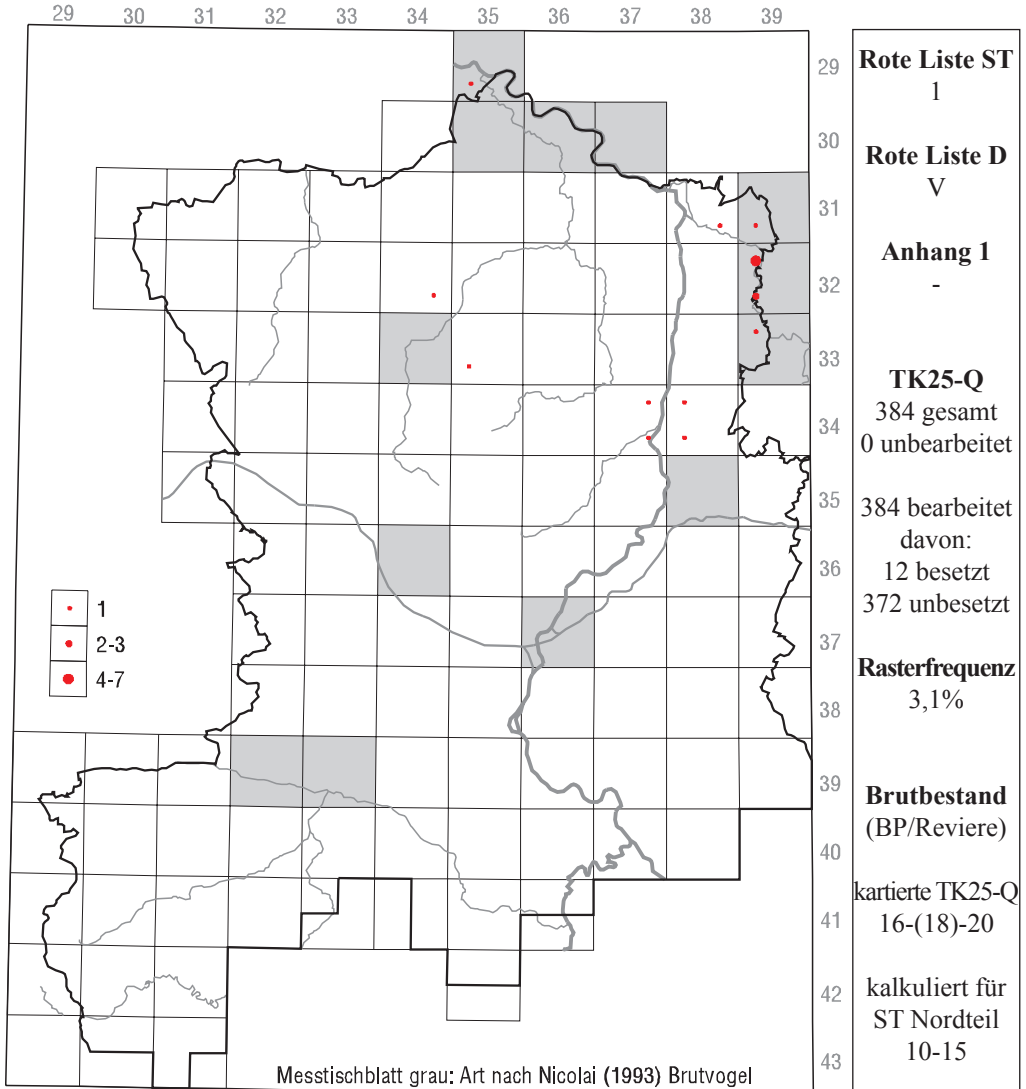 29 30 31 32 33 34 35 36 37 38 39
29
30
31
32
33
34
35
36
37
38
39
40
41
42
43
1
2-3
4-7
Messtischblatt grau: Art nach Nicolai (1993) Brutvogel
Rote Liste ST
1
Rote Liste D
V
Anhang 1
-
TK25-Q
384 gesamt
0 unbearbeitet
384 bearbeitet
davon:
12 besetzt
372 unbesetzt
Rasterfrequenz
3,1%
Brutbestand
(BP/Reviere)
kartierte TK25-Q
16-(18)-20
kalkuliert für
ST Nordteil
10-15